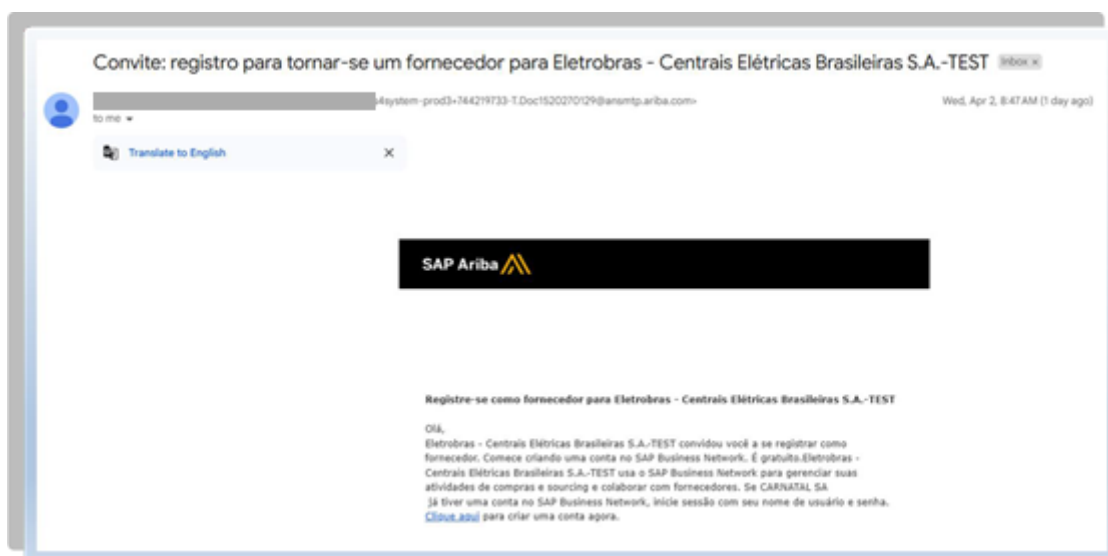 Convite: registro para tornar-se um fornecedor para Eletrobras - Centrais Elétricas Brasileiras S.A.-TEST Inbox x
s4system-prod3+744219733-T.Doc1520270129@ansmtp.ariba.com> Wed, Apr 2, 8:47 AM (1 day ago)
to me
Translate to English
SAP Ariba
Registre-se como fornecedor para Eletrobras - Centrais Elétricas Brasileiras S.A.-TEST
Olá,
Eletrobras - Centrais Elétricas Brasileiras S.A.-TEST convidou você a se registrar como
fornecedor. Comece criando uma conta no SAP Business Network. É gratuito.Eletrobras -
Centrais Elétricas Brasileiras S.A.-TEST usa o SAP Business Network para gerenciar suas
atividades de compras e sourcing e colaborar com fornecedores. Se CARNATAL SA
já tiver uma conta no SAP Business Network, inicie sessão com seu nome de usuário e senha.
Clique aqui para criar uma conta agora.